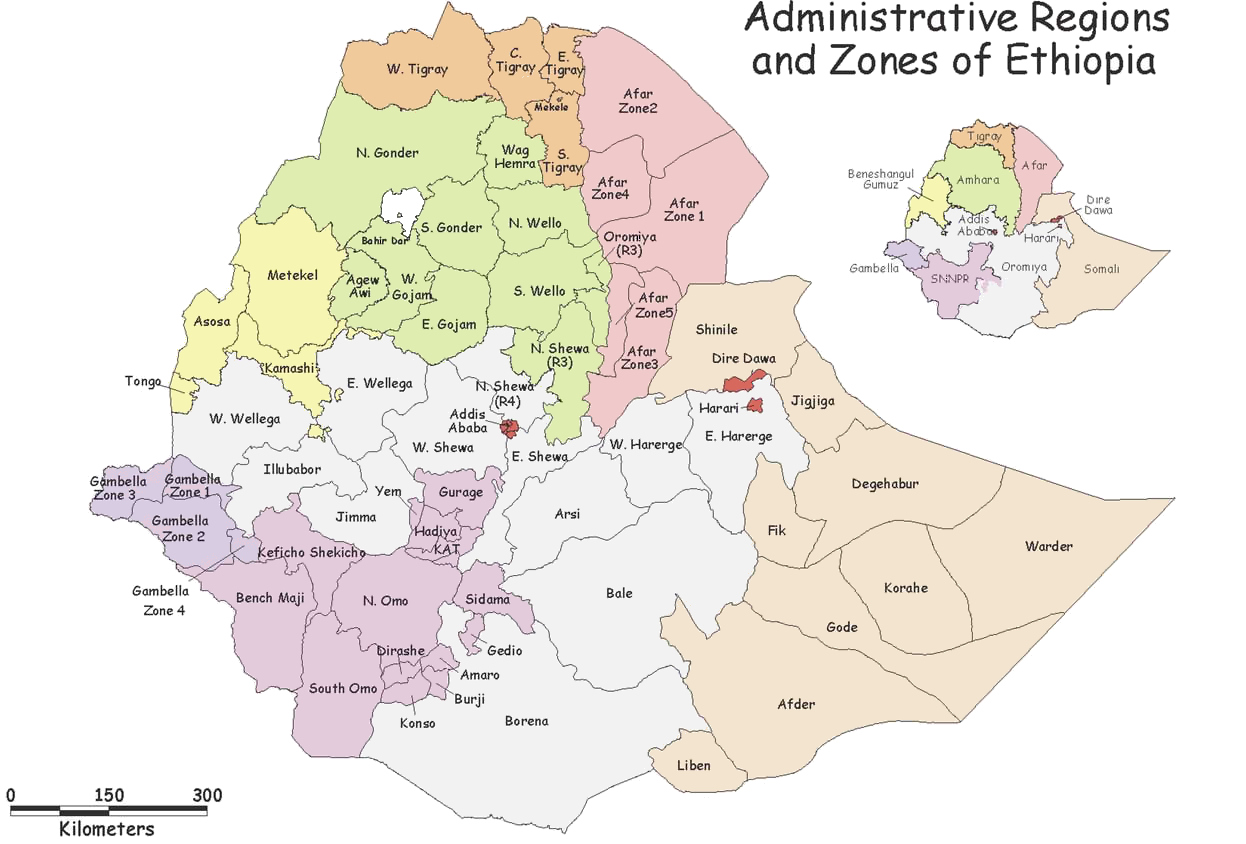 Administrative Regions
and Zones of Ethiopia
W. Tigray
C.
Tigray
E.
Tigray
Mekele
S.
Tigray
Afar
Zone2
N. Gonder
Wag
Hemra
Afar
Zone4
Afar
Zone 1
S. Gonder
N. Wello
Oromiya
(R3)
Bahir Dar
Metekel
Agew
Awi
W.
Gojam
S. Wello
Afar
Zone5
Asosa
E. Gojam
N. Shewa
(R3)
Afar
Zone3
Shinile
Dire Dawa
Tongo
Kamashi
E. Wellega
N. Shewa
(R4)
Harari
Jigjiga
W. Wellega
Addis
Ababa
W. Shewa
E. Shewa
W. Harerge
E. Harerge
Gambella
Zone 3
Gambella
Zone 1
Illubabor
Yem
Gurage
Degehabur
Gambella
Zone 2
Jimma
Hadiya
KAT
Arsi
Fik
Warder
Keficho Shekicho
Gambella
Zone 4
Bench Maji
N. Omo
Sidama
Bale
Korahe
Gode
Dirashe
Gedio
Amaro
South Omo
Burji
Konso
Borena
Afder
Liben
Tigray
Beneshangul
Gumuz
Afar
Amhara
Dire
Dawa
Addis
Ababa
Harari
Gambella
SNNPR
Oromiya
Somali
0 150 300
Kilometers